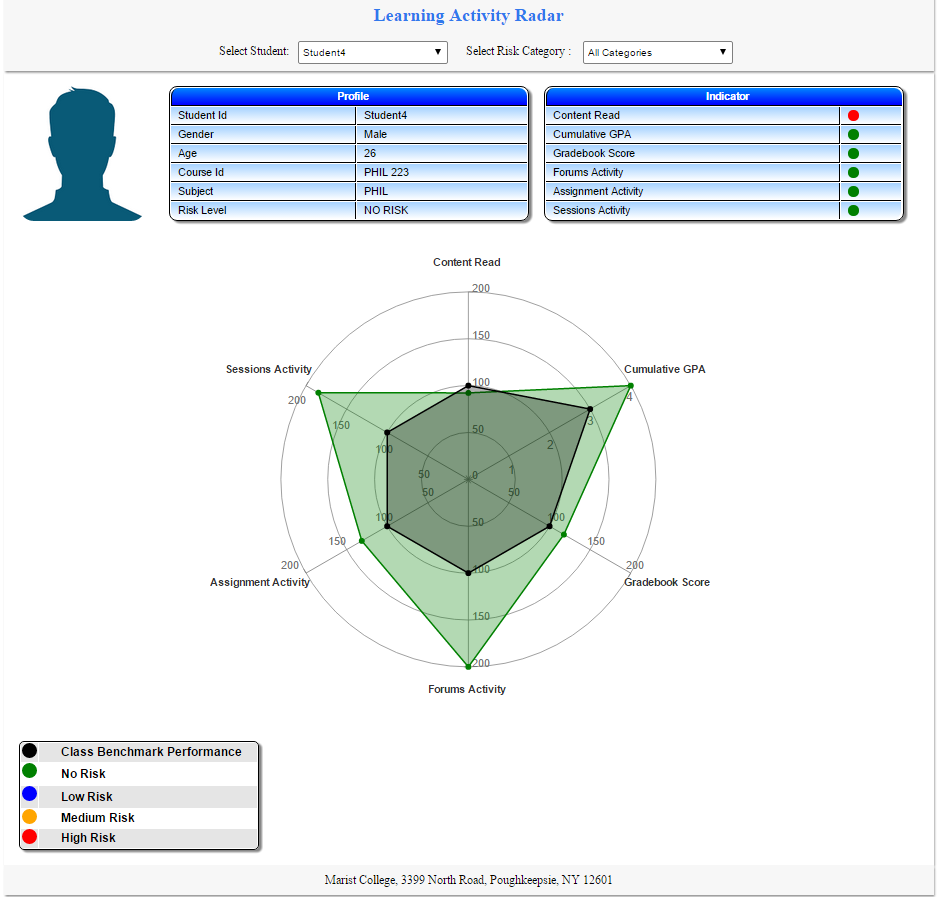 Learning Activity Radar
Select Student: Student4 Select Risk Category : All Categories
Profile
Student Id Student4
Gender Male
Age 26
Course Id PHIL 223
Subject PHIL
Risk Level NO RISK
Indicator
Content Read
Cumulative GPA
Gradebook Score
Forums Activity
Assignment Activity
Sessions Activity
Content Read
200
150
Sessions Activity
Cumulative GPA
100
200
4
150
3
50
2
100
1
50
0
50
50
100
50
100
150
150
200
100
200
Assignment Activity
Gradebook Score
150
200
Forums Activity
Class Benchmark Performance
No Risk
Low Risk
Medium Risk
High Risk
Marist College, 3399 North Road, Poughkeepsie, NY 12601